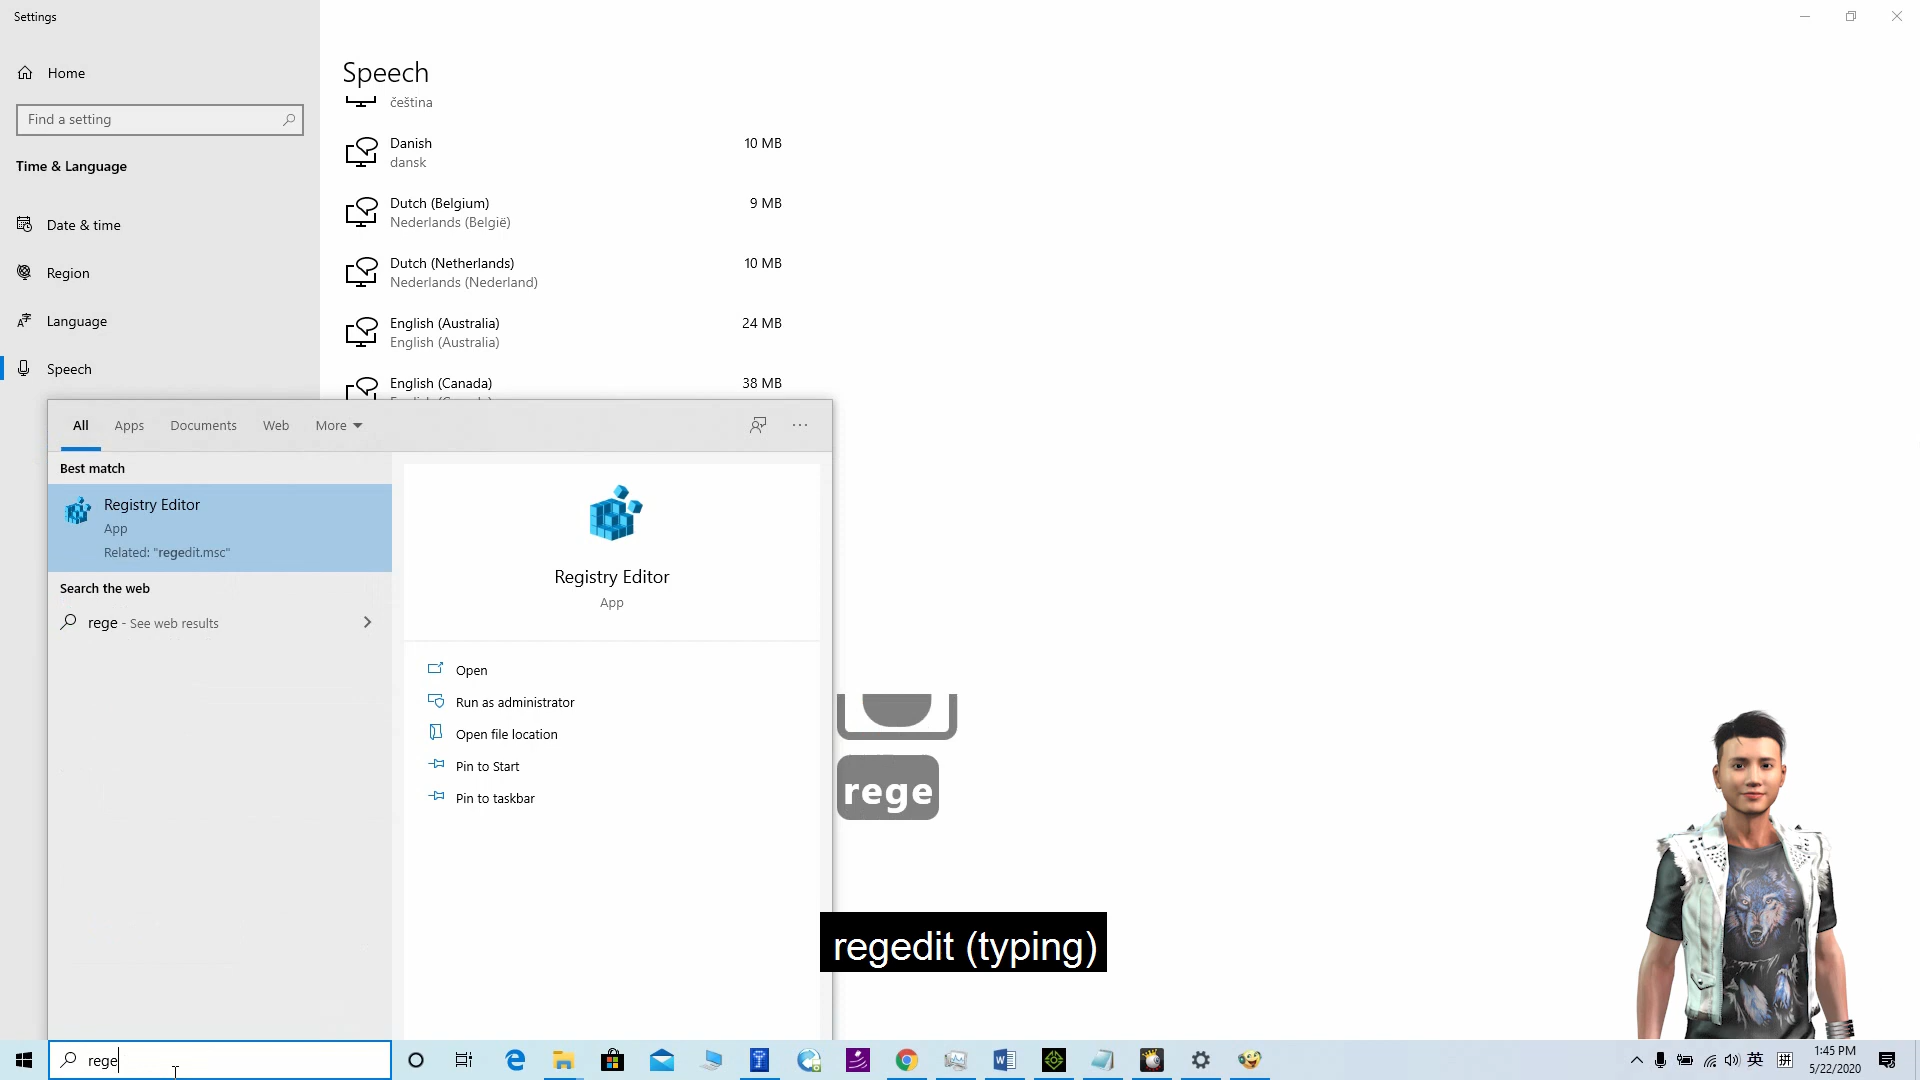 Settings
Home
Find a setting
Time & Language
Date & time
Region
Language
Speech
Speech
čeština
Danish
10 MB
dansk
Dutch (Belgium)
9 MB
Nederlands (België)
Dutch (Netherlands)
10 MB
Nederlands (Nederland)
English (Australia)
24 MB
English (Australia)
English (Canada)
38 MB
All
Apps
Documents
Web
More
Best match
Registry Editor
App
Related: "regedit.msc"
Search the web
rege - See web results
Registry Editor
App
Open
Run as administrator
Open file location
Pin to Start
Pin to taskbar
rege
regedit (typing)
rege
英
拼
1:45 PM
5/22/2020